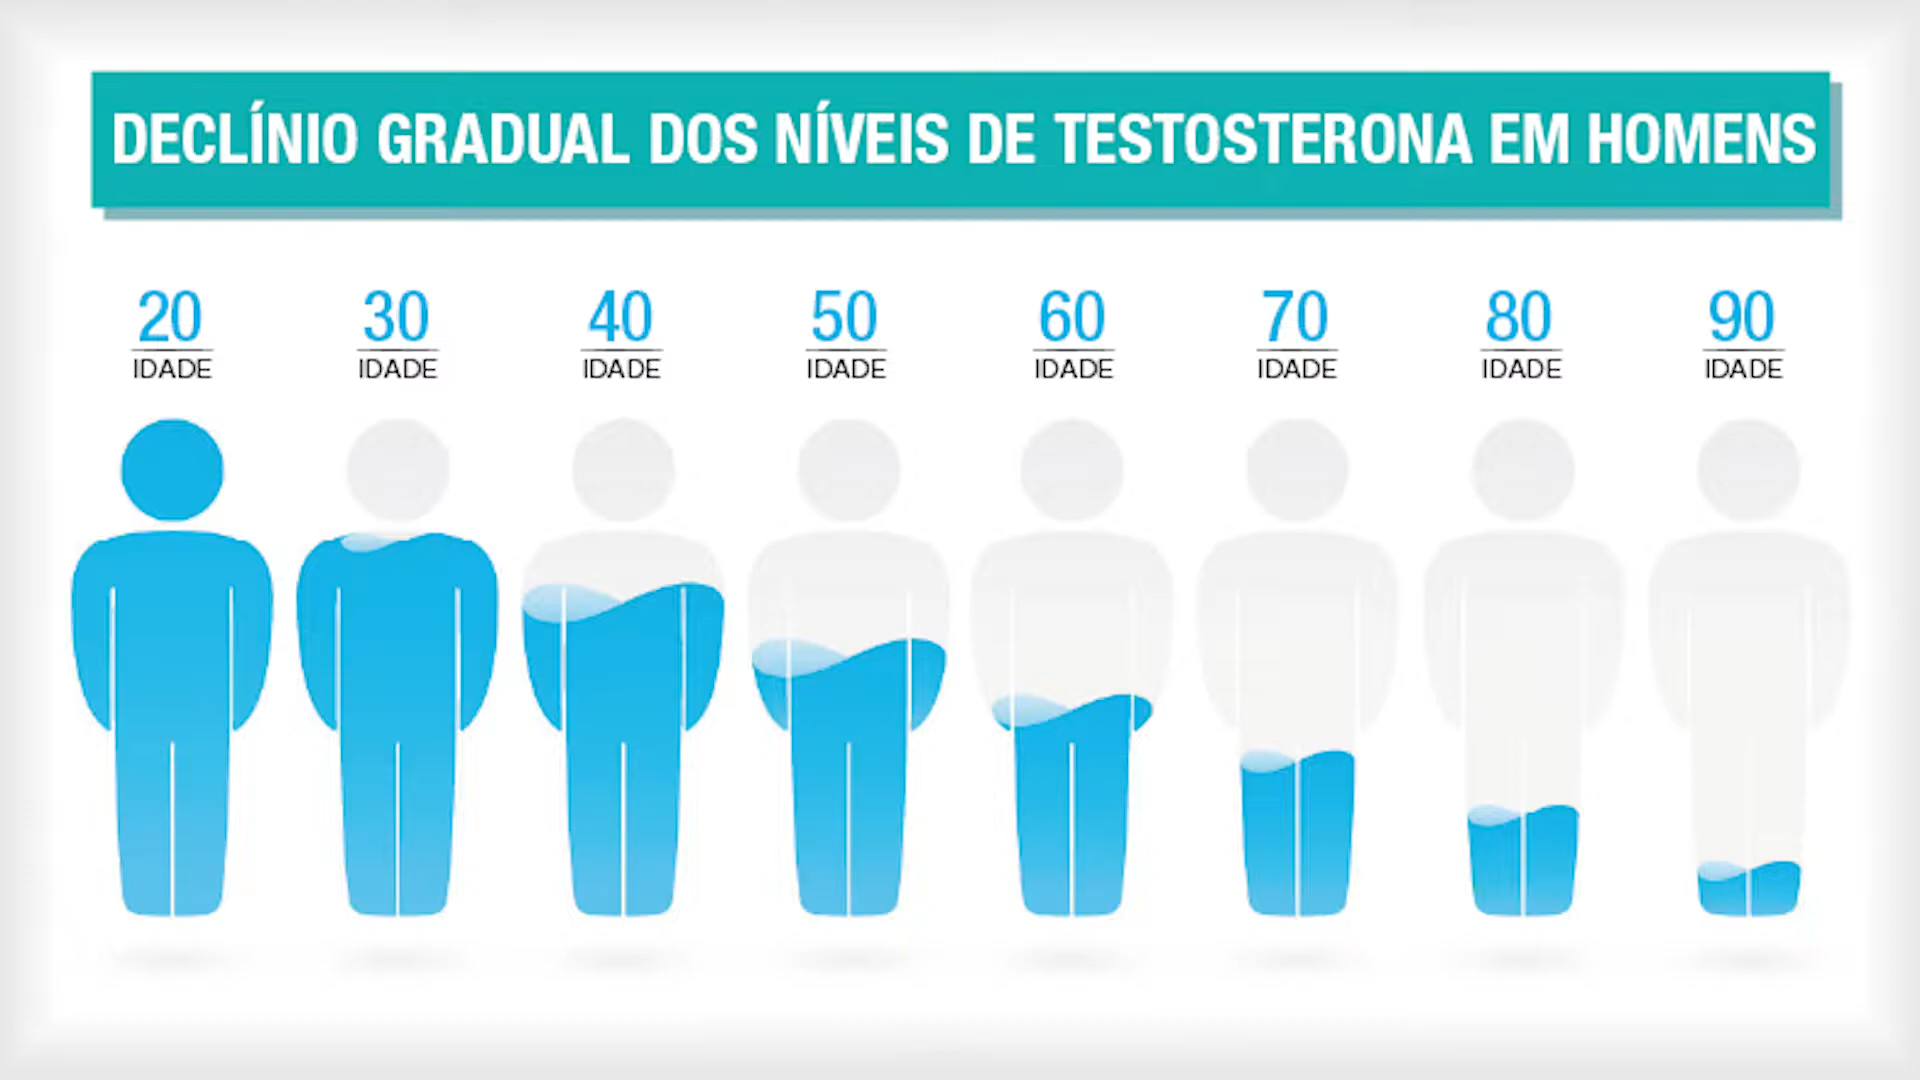 DECLÍNIO GRADUAL DOS NÍVEIS DE TESTOSTERONA EM HOMENS
20 30 40 50 60 70 80 90
IDADE IDADE IDADE IDADE IDADE IDADE IDADE IDADE